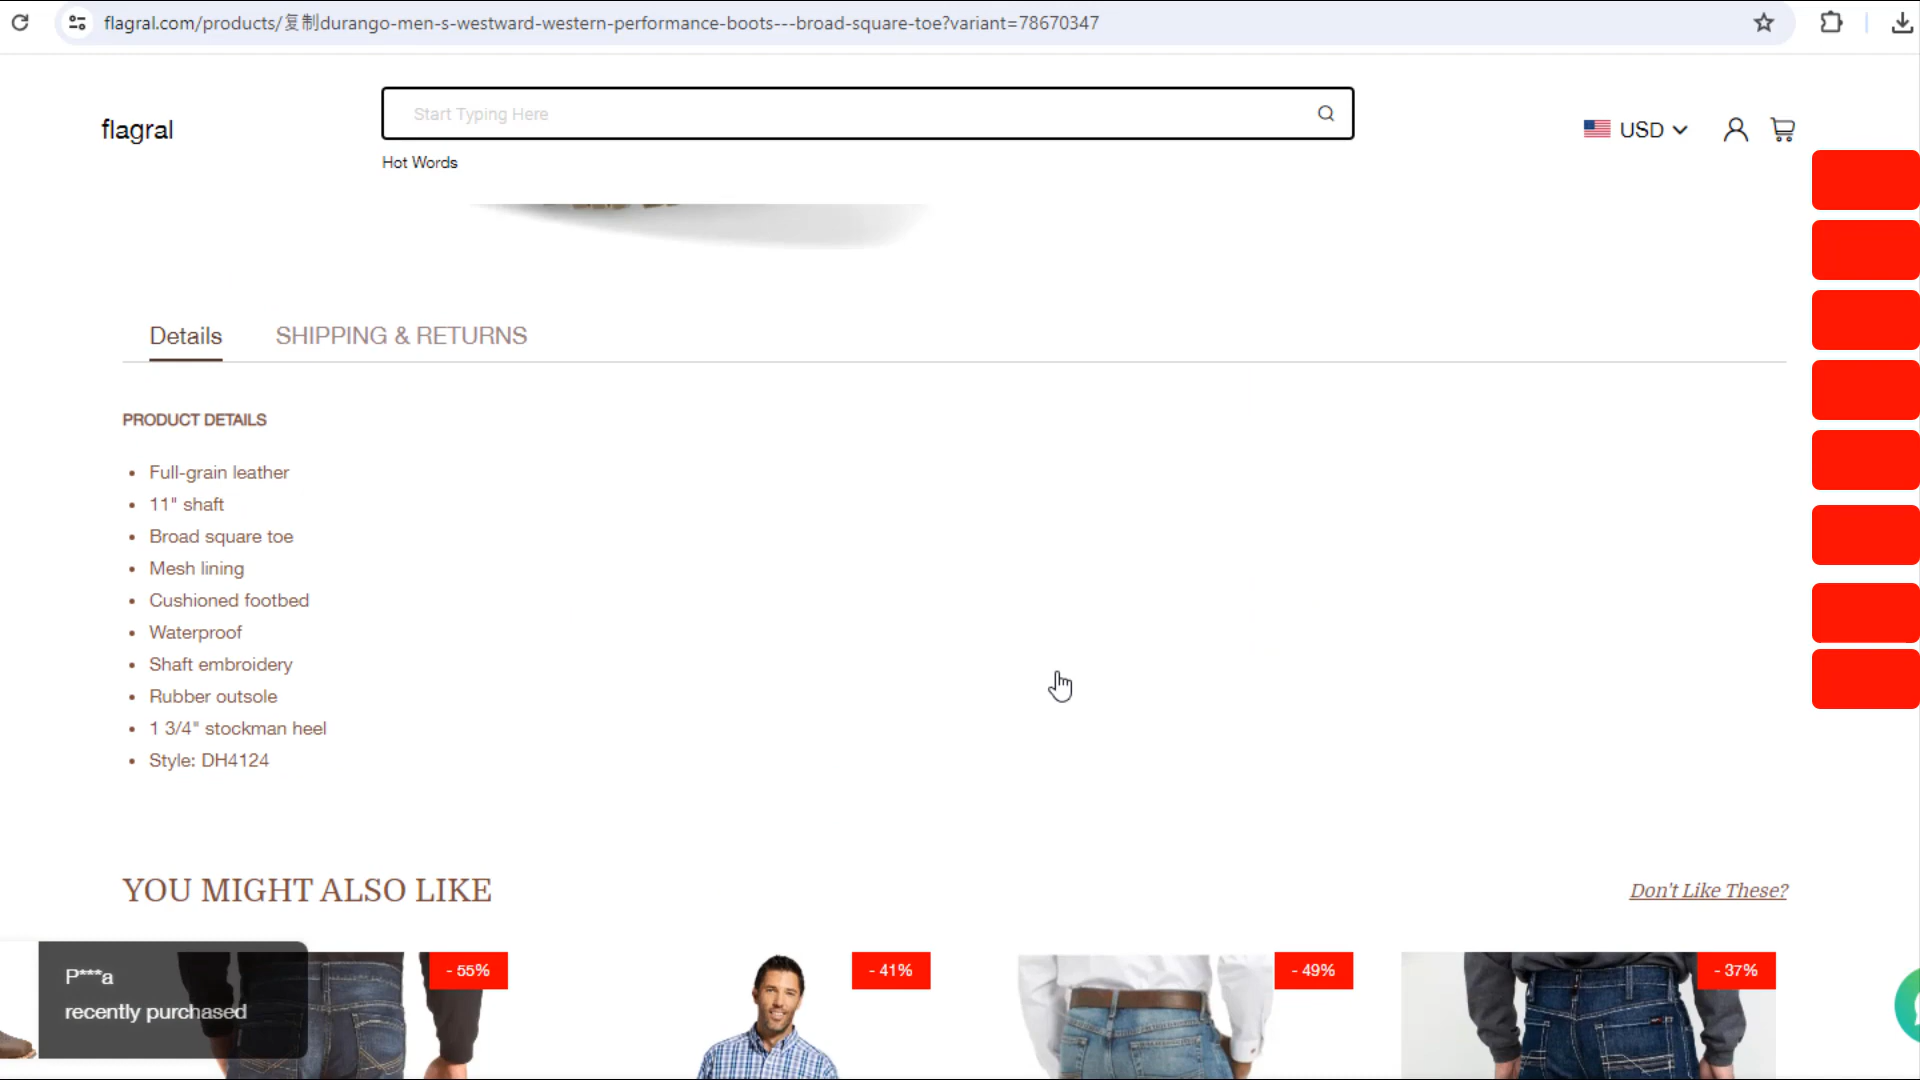 flagral.com/products/复制durango-men-s-westward-western-performance-boots---broad-square-toe?variant=78670347
flagral
Start Typing Here
USD
Hot Words
Details
SHIPPING & RETURNS
PRODUCT DETAILS
• Full-grain leather
• 11" shaft
• Broad square toe
• Mesh lining
• Cushioned footbed
• Waterproof
• Shaft embroidery
• Rubber outsole
• 1 3/4" stockman heel
• Style: DH4124
YOU MIGHT ALSO LIKE
Don't Like These?
- 55%
- 41%
- 49%
- 37%
P***a
recently purchased